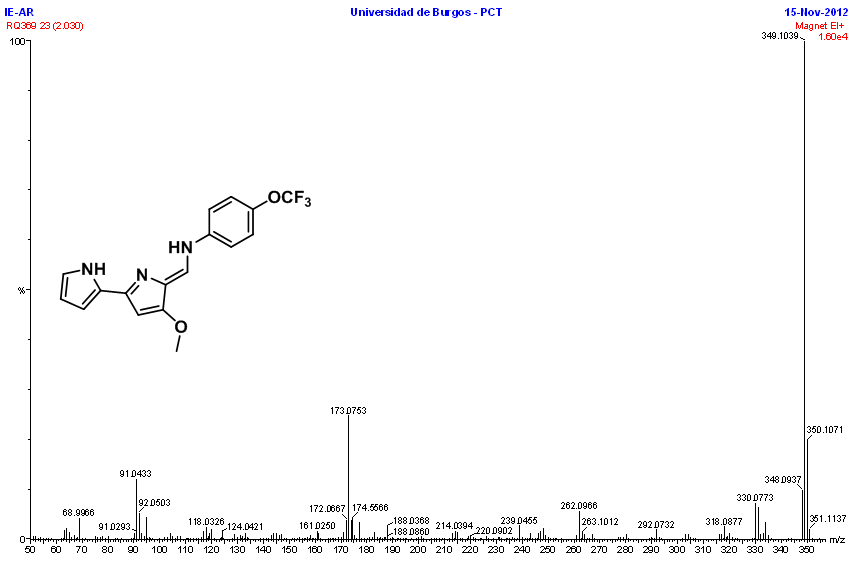 IE-AR Universidad de Burgos - PCT 15-Nov-2012
RQ369 23 (2.030) Magnet EI+
1.60e4
349.1039
100
OCF3
HN
NH N
%
O
173.0753
350.1071
91.0433
348.0937
92.0503
330.0773
262.0966
172.0667 174.5566
68.9966
351.1137
91.0293 118.0326 124.0421 161.0250 188.0368 214.0394 239.0455 263.1012 292.0732 318.0877
188.0860 220.0902
0
m/z
50 60 70 80 90 100 110 120 130 140 150 160 170 180 190 200 210 220 230 240 250 260 270 280 290 300 310 320 330 340 350